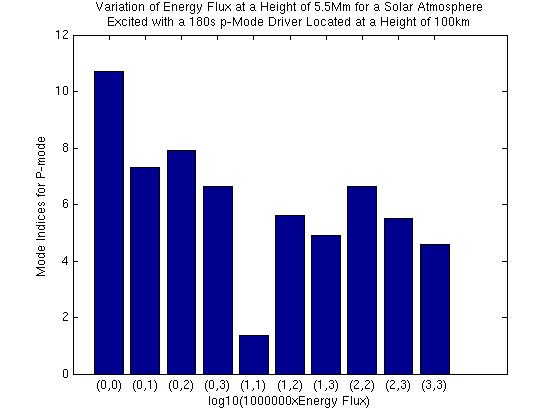 Variation of Energy Flux at a Height of 5.5Mm for a Solar Atmosphere
Excited with a 180s p-Mode Driver Located at a Height of 100km
12
10
8
6
4
2
0
Mode Indices for P-mode
(0,0) (0,1) (0,2) (0,3) (1,1) (1,2) (1,3) (2,2) (2,3) (3,3)
log10(1000000xEnergy Flux)